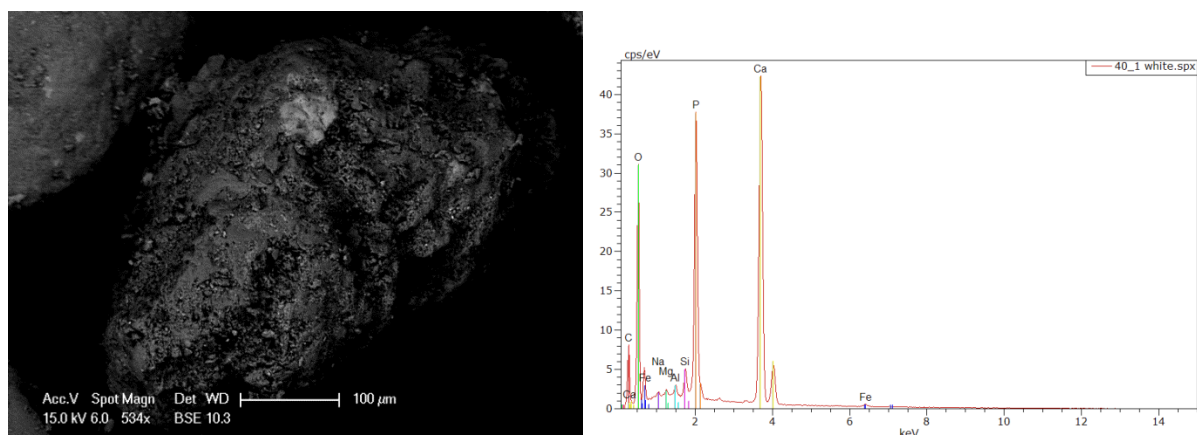 Acc.V Spot Magn Det WD 100 µm
15.0 kV 6.0 534x BSE 10.3
cps/eV
40_1 white.spx
Ca
P
O
C
Na
Mg
Al
Si
Fe
Ca
Fe
40
35
30
25
20
15
10
5
0
2
4
6
8
10
12
14
keV